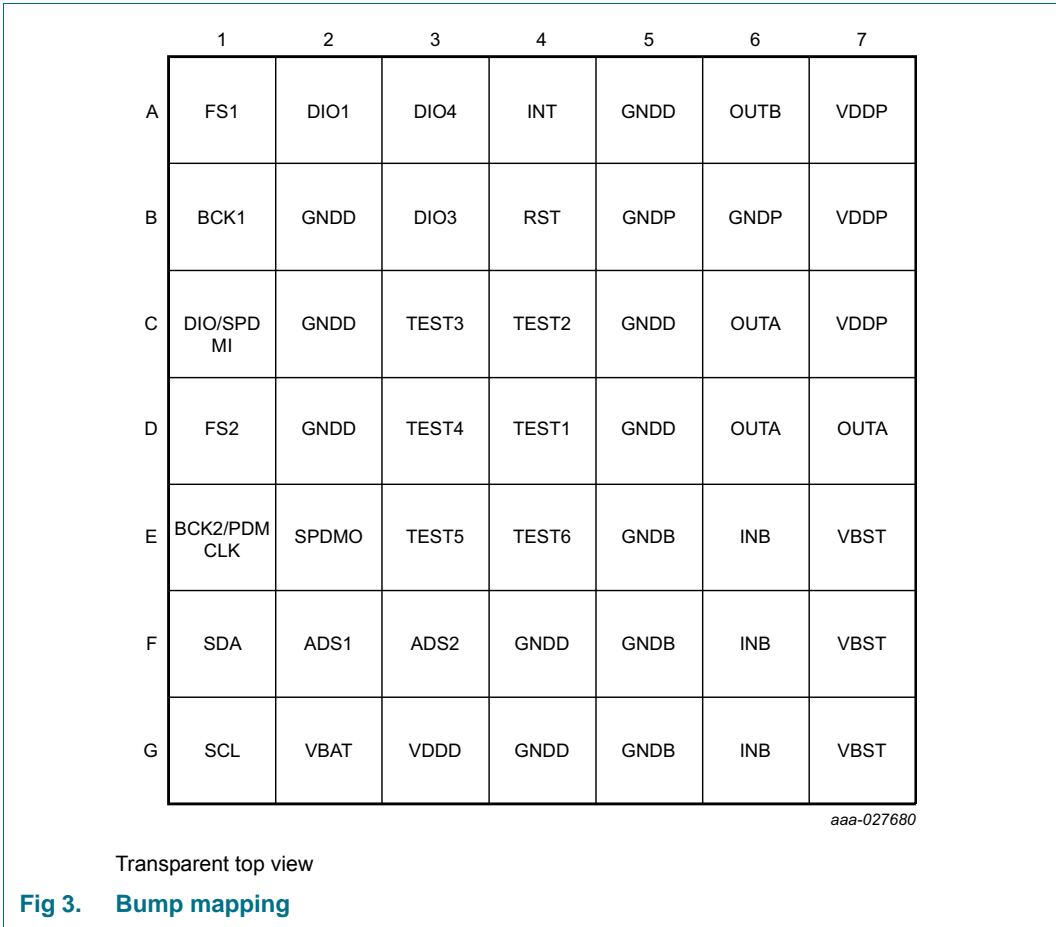 1 2 3 4 5 6 7
A FS1 DIO1 DIO4 INT GNDD OUTB VDDP
B BCK1 GNDD DIO3 RST GNDP GNDP VDDP
C DIO/SPD GNDD TEST3 TEST2 GNDD OUTA VDDP
MI
D FS2 GNDD TEST4 TEST1 GNDD OUTA OUTA
E BCK2/PDM SPDMO TEST5 TEST6 GNDB INB VBST
CLK
F SDA ADS1 ADS2 GNDD GNDB INB VBST
G SCL VBAT VDDD GNDD GNDB INB VBST
aaa-027680
Transparent top view
Fig 3. Bump mapping